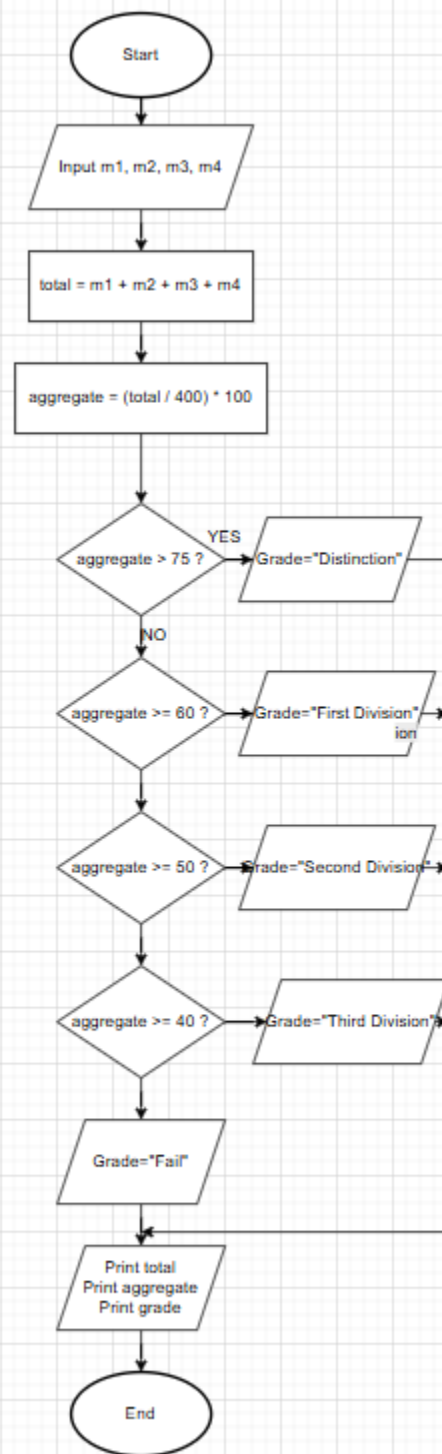 Start
Input m1, m2, m3, m4
total = m1 + m2 + m3 + m4
aggregate = (total / 400) * 100
aggregate > 75 ?
YES
Grade="Distinction"
NO
aggregate >= 60 ?
Grade="First Division"
ion
aggregate >= 50 ?
Grade="Second Division"
aggregate >= 40 ?
Grade="Third Division"
Grade="Fail"
Print total
Print aggregate
Print grade
End